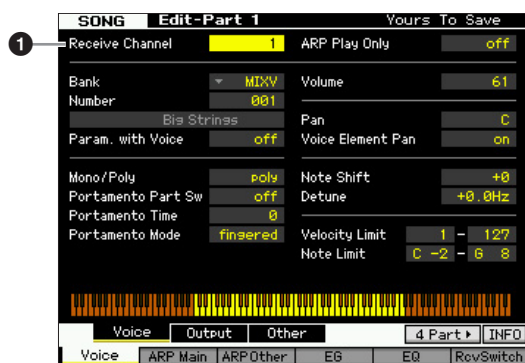 SONG Edit-Part 1 Yours To Save
1 Receive Channel 1 ARP Play Only off
Bank MIXV Volume 61
Number 001
Big Strings Pan C
Param. with Voice off Voice Element Pan on
Mono/Poly poly Note Shift +0
Portamento Part Sw off Detune +0.0Hz
Portamento Time 0
Portamento Mode fingered Velocity Limit 1 - 127
Note Limit C -2 - G 8
Voice Output Other 4 Part INFO
Voice ARP Main ARP Other EG EQ RcvSwitch